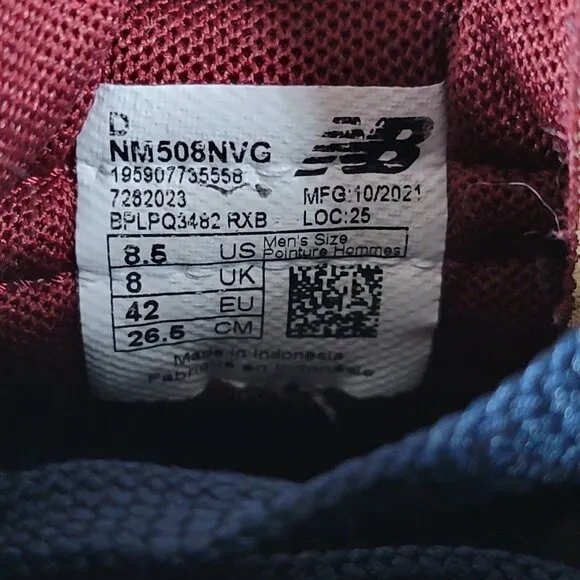 D
NM508NVG NB
195907735558
7282023 MFG:10/2021
BPLPQ3482 RXB LOC:25
8.5 US Men's Size
Pointure Hommes
8 UK
42 EU
26.5 CM
Made in Indonesia
Fabriqué en Indonésie